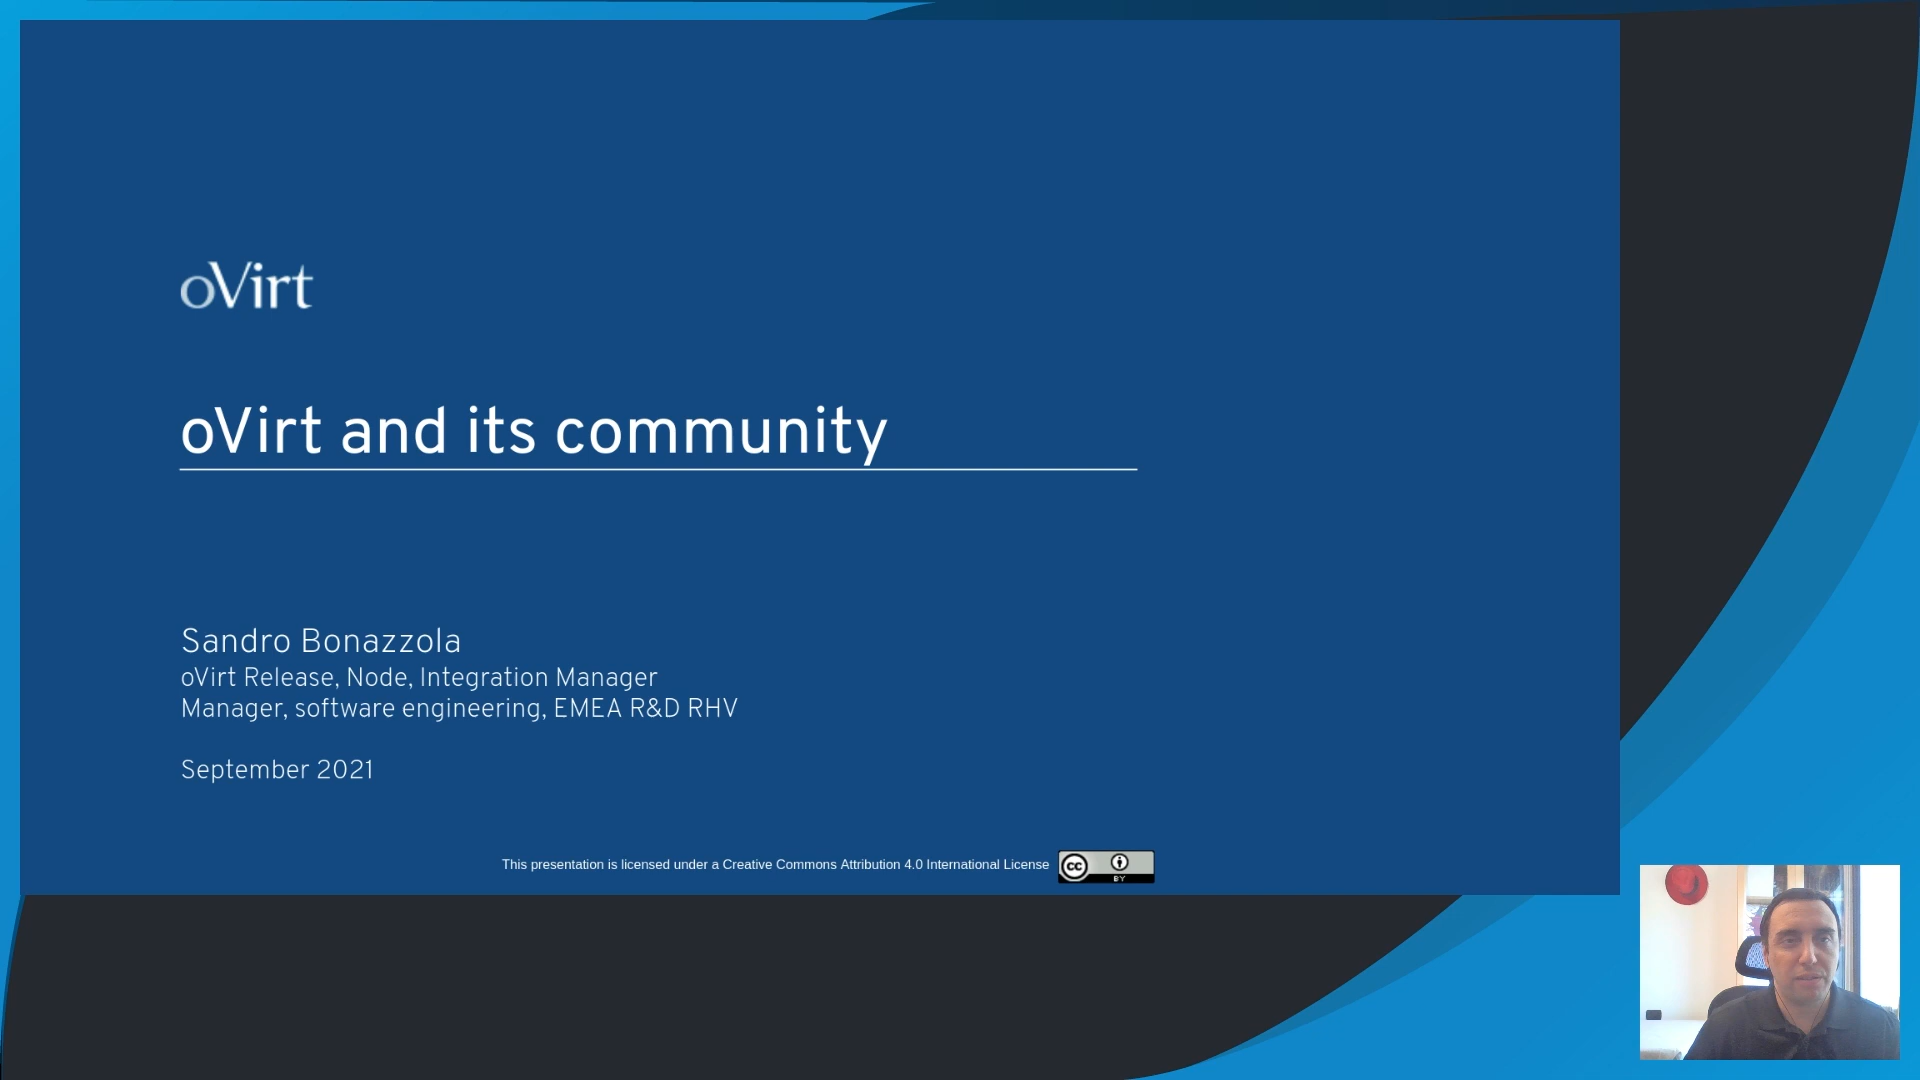 oVirt
oVirt and its community
Sandro Bonazzola
oVirt Release, Node, Integration Manager
Manager, software engineering, EMEA R&D RHV
September 2021
This presentation is licensed under a Creative Commons Attribution 4.0 International License
cc
BY